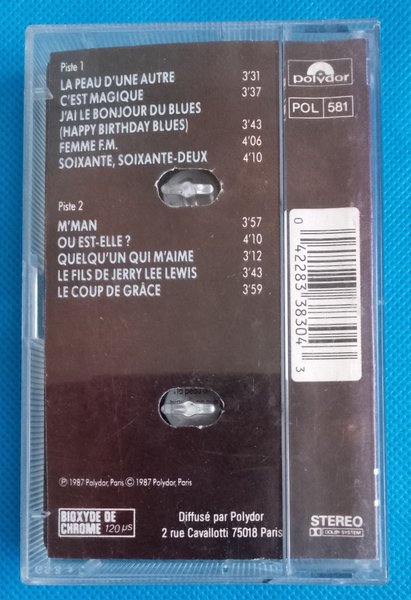 Piste 1
LA PEAU D'UNE AUTRE 3'31
C'EST MAGIQUE 3'37
J'AI LE BONJOUR DU BLUES
(HAPPY BIRTHDAY BLUES) 3'43
FEMME F.M. 4'06
SOIXANTE, SOIXANTE-DEUX 4'10
Piste 2
M'MAN 3'57
OU EST-ELLE ? 4'10
QUELQU'UN QUI M'AIME 3'12
LE FILS DE JERRY LEE LEWIS 3'43
LE COUP DE GRÂCE 3'59
℗ 1987 Polydor, Paris © 1987 Polydor, Paris
BIOXYDE DE
CHROME 120 µs
Diffusé par Polydor
2 rue Cavallotti 75018 Paris
polydor
POL 581
0 42283 38304 3
STEREO
DOLBY SYSTEM